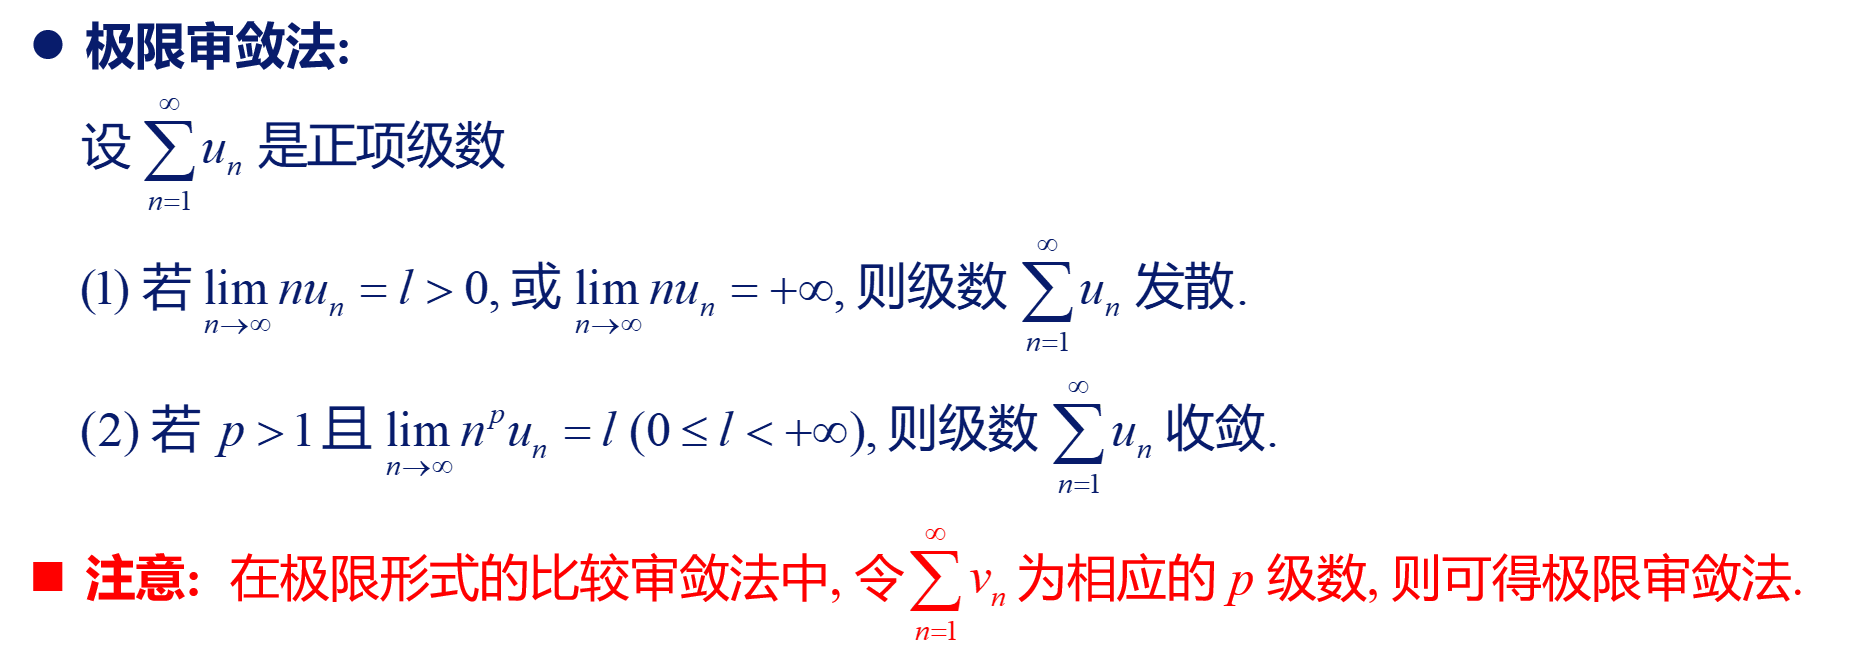 ● 极限审敛法:
设 $\sum_{n=1}^{\infty} u_n$ 是正项级数
(1) 若 $\lim_{n\to\infty} nu_n = l > 0$, 或 $\lim_{n\to\infty} nu_n = +\infty$, 则级数 $\sum_{n=1}^{\infty} u_n$ 发散.
(2) 若 $p > 1$ 且 $\lim_{n\to\infty} n^p u_n = l \ (0 \le l < +\infty)$, 则级数 $\sum_{n=1}^{\infty} u_n$ 收敛.
■ 注意: 在极限形式的比较审敛法中, 令 $\sum_{n=1}^{\infty} v_n$ 为相应的 $p$ 级数, 则可得极限审敛法.